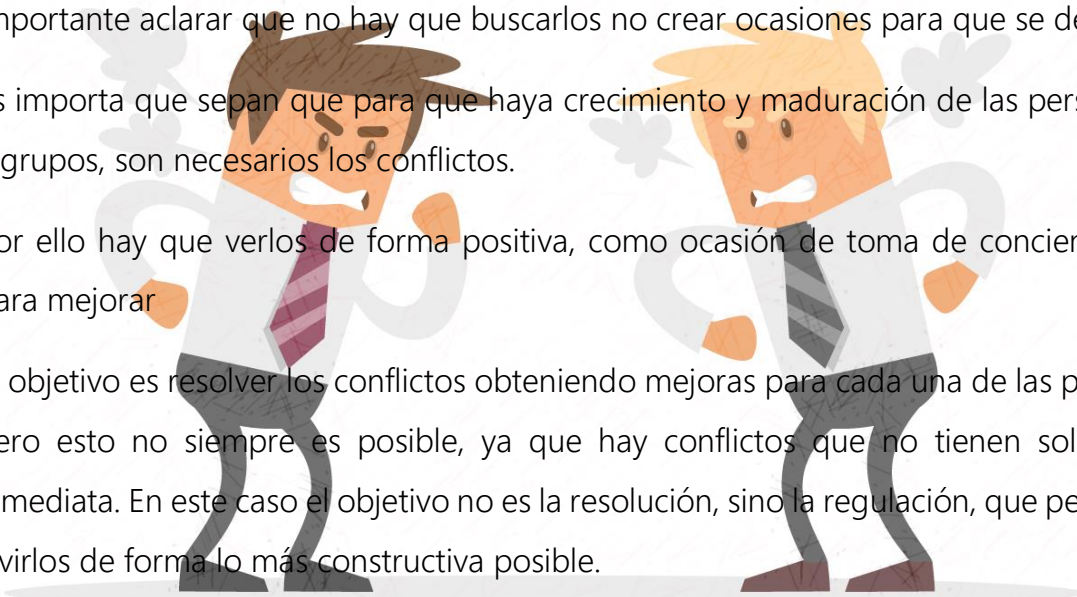 mportante aclarar que no hay que buscarlos no crear ocasiones para que se de
s importa que sepan que para que haya crecimiento y maduración de las pers
grupos, son necesarios los conflictos.
or ello hay que verlos de forma positiva, como ocasión de toma de concien
ara mejorar
objetivo es resolver los conflictos obteniendo mejoras para cada una de las p
ero esto no siempre es posible, ya que hay conflictos que no tienen sol
mediata. En este caso el objetivo no es la resolución, sino la regulación, que pe
virlos de forma lo más constructiva posible.